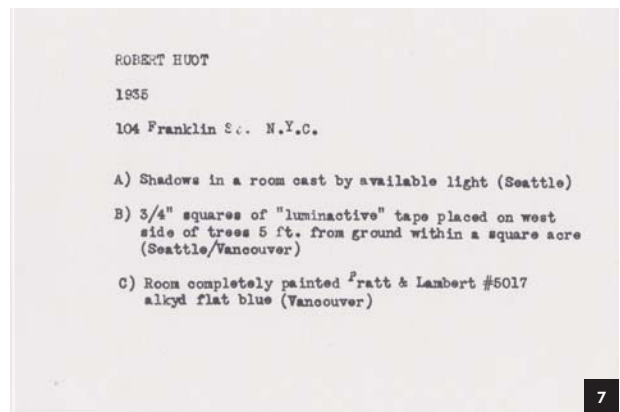 ROBERT HUOT
1935
104 Franklin St. N.Y.C.
A) Shadows in a room cast by available light (Seattle)
B) 3/4" squares of "luminactive" tape placed on west
side of trees 5 ft. from ground within a square acre
(Seattle/Vancouver)
C) Room completely painted Pratt & Lambert #5017
alkyd flat blue (Vancouver)
7